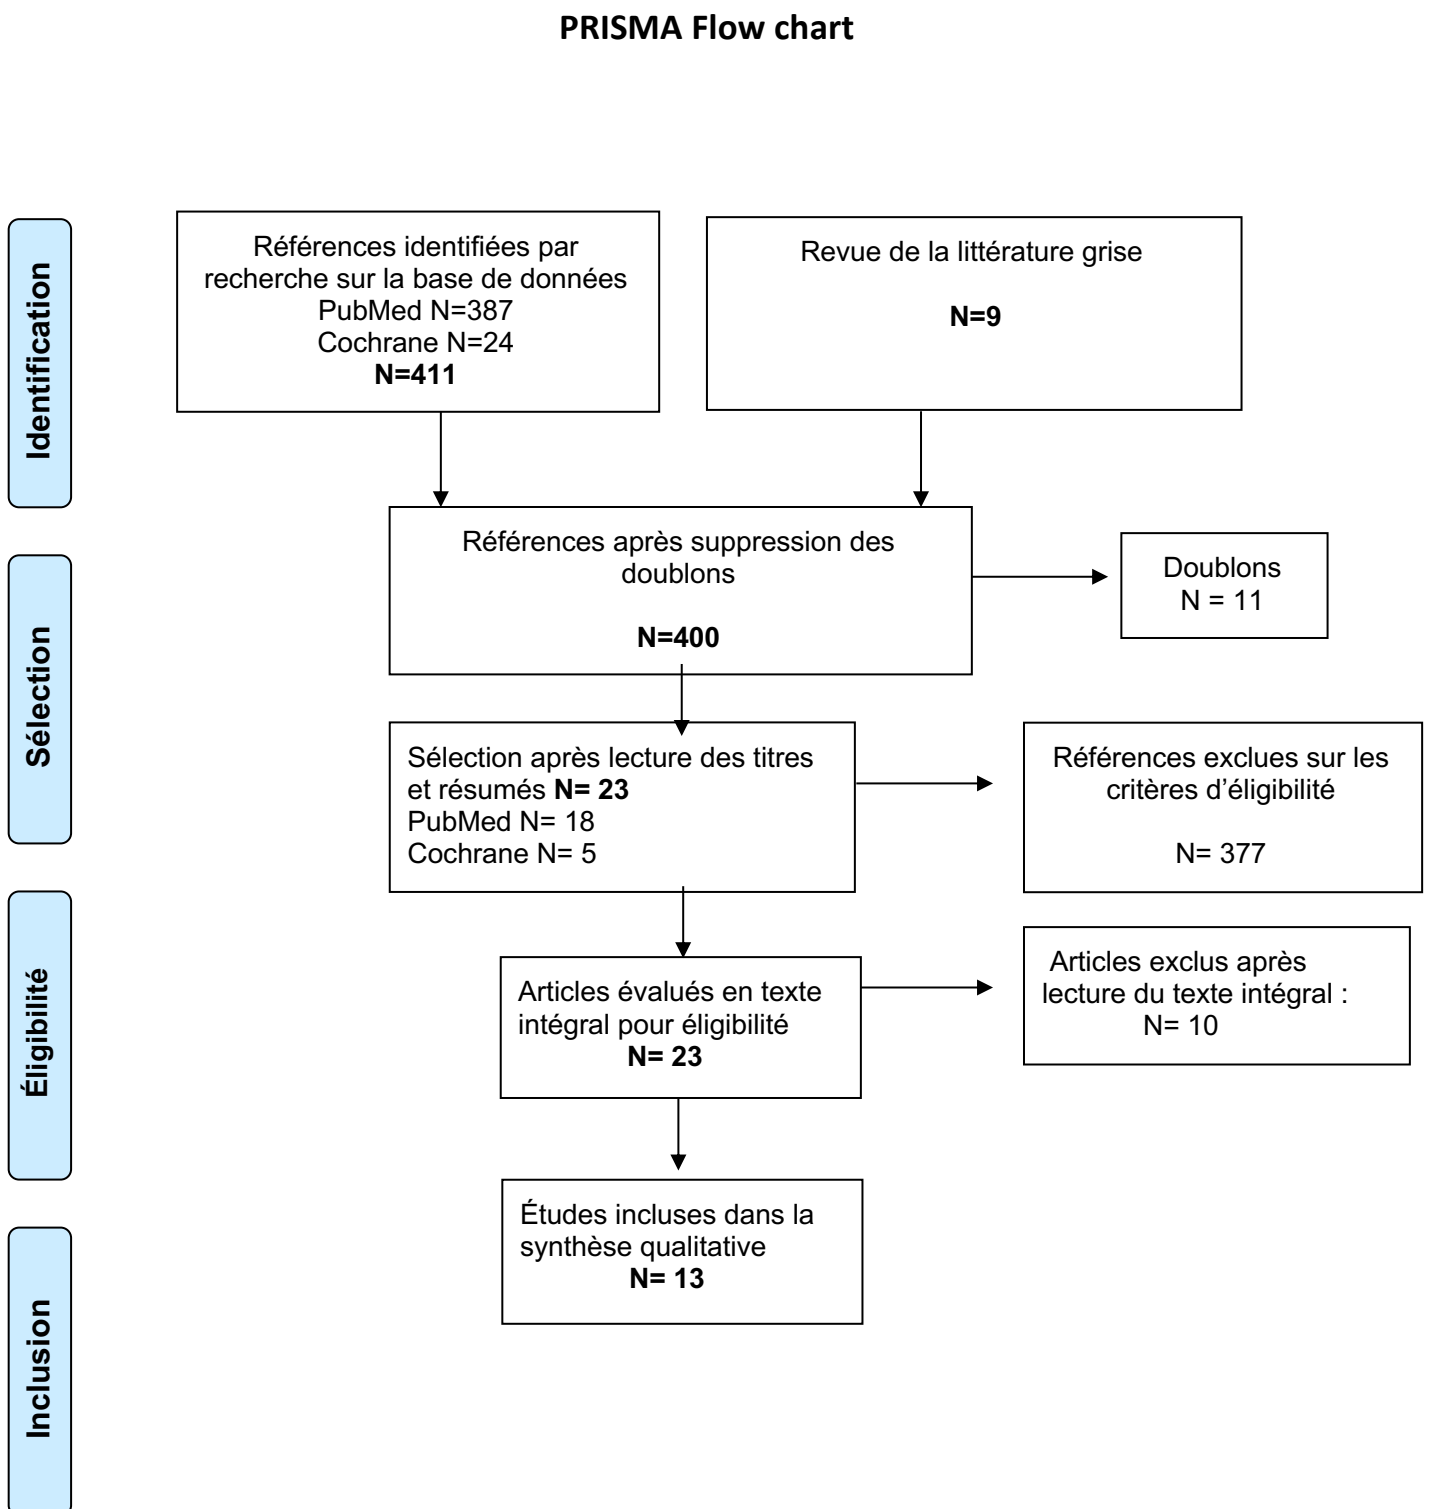 PRISMA Flow chart
Identification
Références identifiées par
recherche sur la base de données
PubMed N=387
Cochrane N=24
N=411
Revue de la littérature grise
N=9
Sélection
Références après suppression des
doublons
N=400
Doublons
N = 11
Sélection après lecture des titres
et résumés N= 23
PubMed N= 18
Cochrane N= 5
Références exclues sur les
critères d’éligibilité
N= 377
Éligibilité
Articles évalués en texte
intégral pour éligibilité
N= 23
Articles exclus après
lecture du texte intégral :
N= 10
Inclusion
Études incluses dans la
synthèse qualitative
N= 13